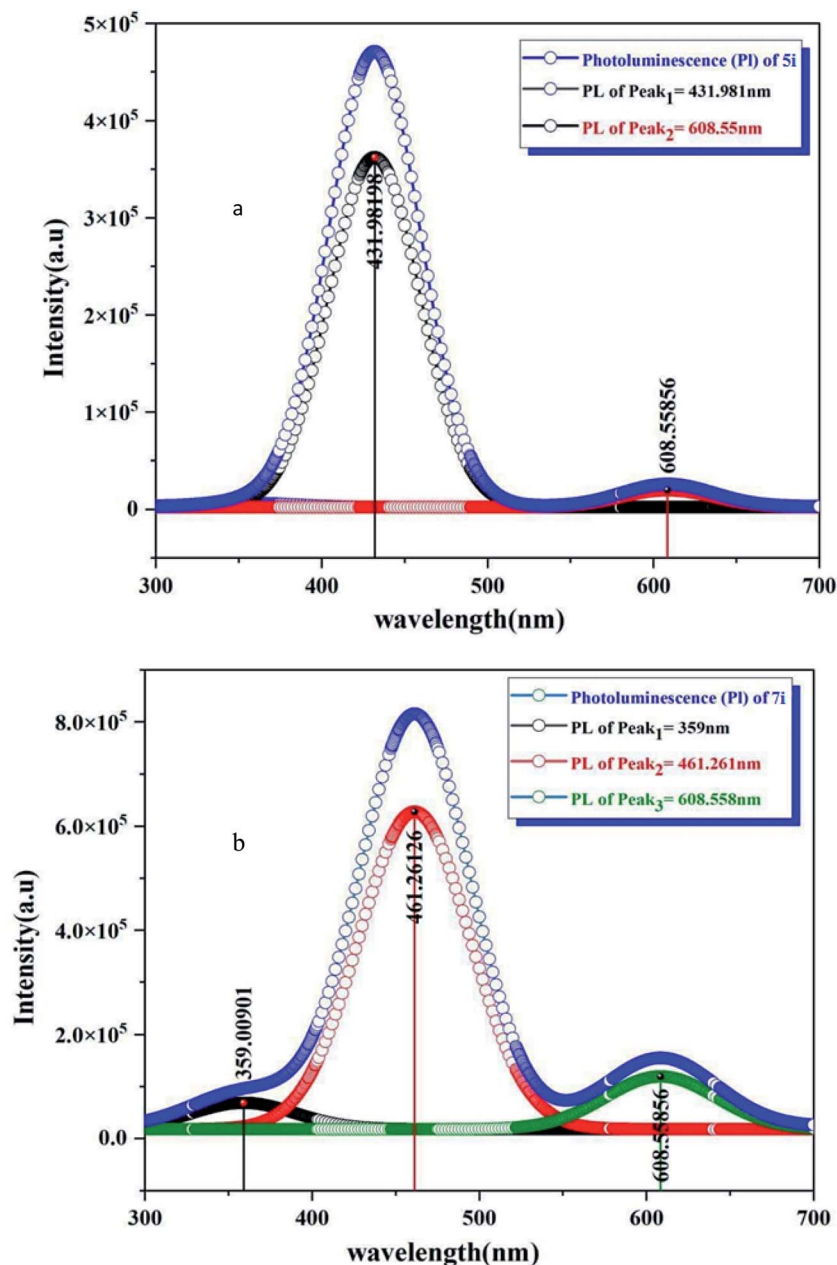 5×10⁵
4×10⁵
3×10⁵
2×10⁵
1×10⁵
0
Intensity(a.u)
a
Photoluminescence (Pl) of 5i
PL of Peak₁= 431.981nm
PL of Peak₂= 608.55nm
431.98198
608.55856
300 400 500 600 700
wavelength(nm)
8.0×10⁵
6.0×10⁵
4.0×10⁵
2.0×10⁵
0.0
Intensity(a.u)
b
Photoluminescence (Pl) of 7i
PL of Peak₁= 359nm
PL of Peak₂= 461.261nm
PL of Peak₃= 608.558nm
359.00901
461.26126
608.55856
300 400 500 600 700
wavelength(nm)